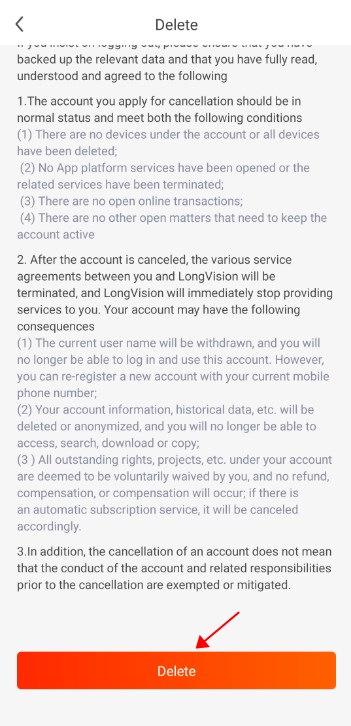 Delete
backed up the relevant data and that you have fully read,
understood and agreed to the following
1.The account you apply for cancellation should be in
normal status and meet both the following conditions
(1) There are no devices under the account or all devices
have been deleted;
(2) No App platform services have been opened or the
related services have been terminated;
(3) There are no open online transactions;
(4) There are no other open matters that need to keep the
account active
2. After the account is canceled, the various service
agreements between you and LongVision will be
terminated, and LongVision will immediately stop providing
services to you. Your account may have the following
consequences
(1) The current user name will be withdrawn, and you will
no longer be able to log in and use this account. However,
you can re-register a new account with your current mobile
phone number;
(2) Your account information, historical data, etc. will be
deleted or anonymized, and you will no longer be able to
access, search, download or copy;
(3 ) All outstanding rights, projects, etc. under your account
are deemed to be voluntarily waived by you, and no refund,
compensation, or compensation will occur; if there is
an automatic subscription service, it will be canceled
accordingly.
3.In addition, the cancellation of an account does not mean
that the conduct of the account and related responsibilities
prior to the cancellation are exempted or mitigated.
Delete